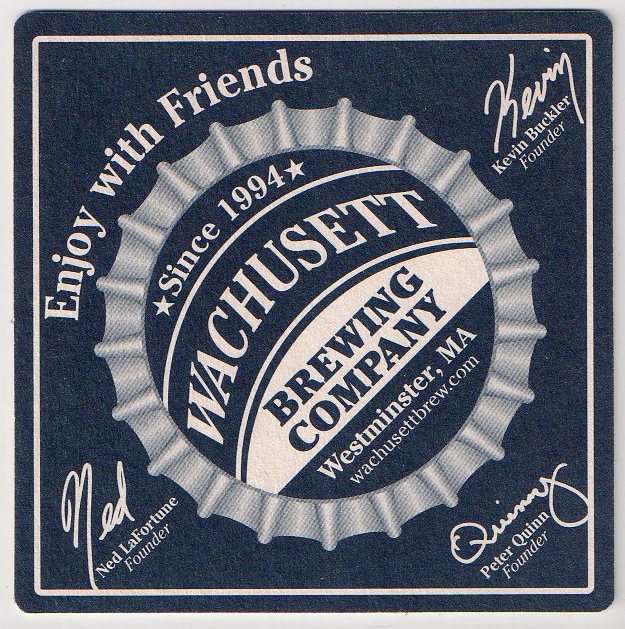 Enjoy with Friends
Kevin
Kevin Buckler
Founder
★Since 1994★
WACHUSETT
BREWING
COMPANY
Westminster, MA
wachusettbrew.com
Ned
Ned LaFortune
Founder
Quinny
Peter Quinn
Founder